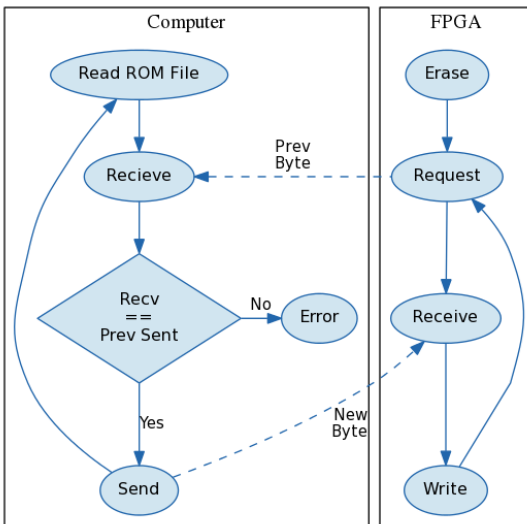 Computer
FPGA
Read ROM File
Erase
Prev
Byte
Recieve
Request
Recv
==
Prev Sent
No
Error
Receive
Yes
New
Byte
Send
Write